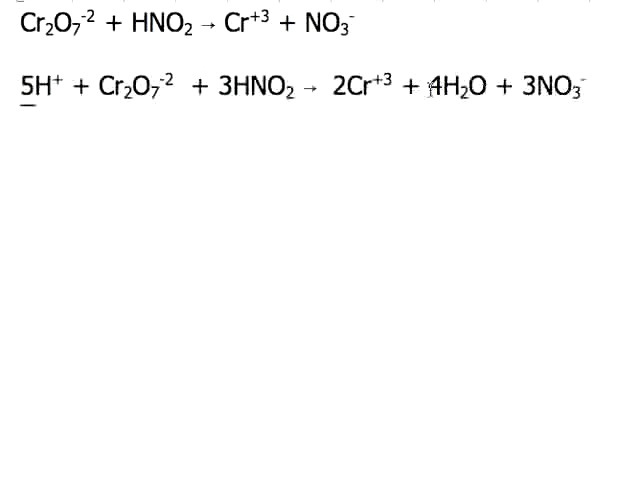 Cr₂O₇⁻² + HNO₂ → Cr⁺³ + NO₃⁻
5H⁺ + Cr₂O₇⁻² + 3HNO₂ → 2Cr⁺³ + 4H₂O + 3NO₃⁻